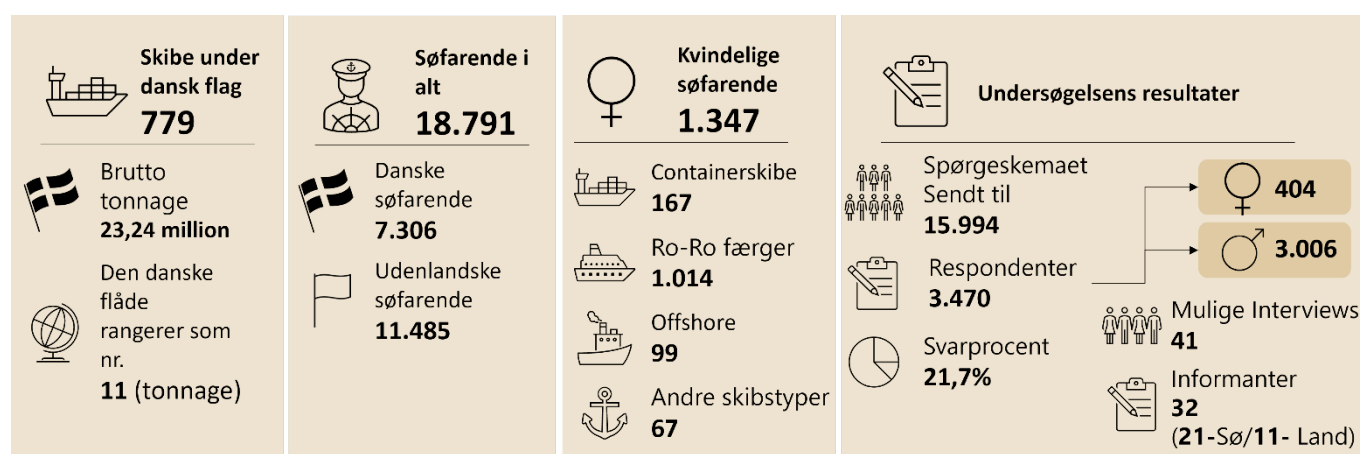 Skibe under
dansk flag
779
Brutto
tonnage
23,24 million
Den danske
flåde
rangerer som
nr.
11 (tonnage)
Søfarende i
alt
18.791
Danske
søfarende
7.306
Udenlandske
søfarende
11.485
Kvindelige
søfarende
1.347
Containerskibe
167
Ro-Ro færger
1.014
Offshore
99
Andre skibstyper
67
Undersøgelsens resultater
Spørgeskemaet
Sendt til
15.994
Respondenter
3.470
Svarprocent
21,7%
404
3.006
Mulige Interviews
41
Informanter
32
(21-Sø/11- Land)